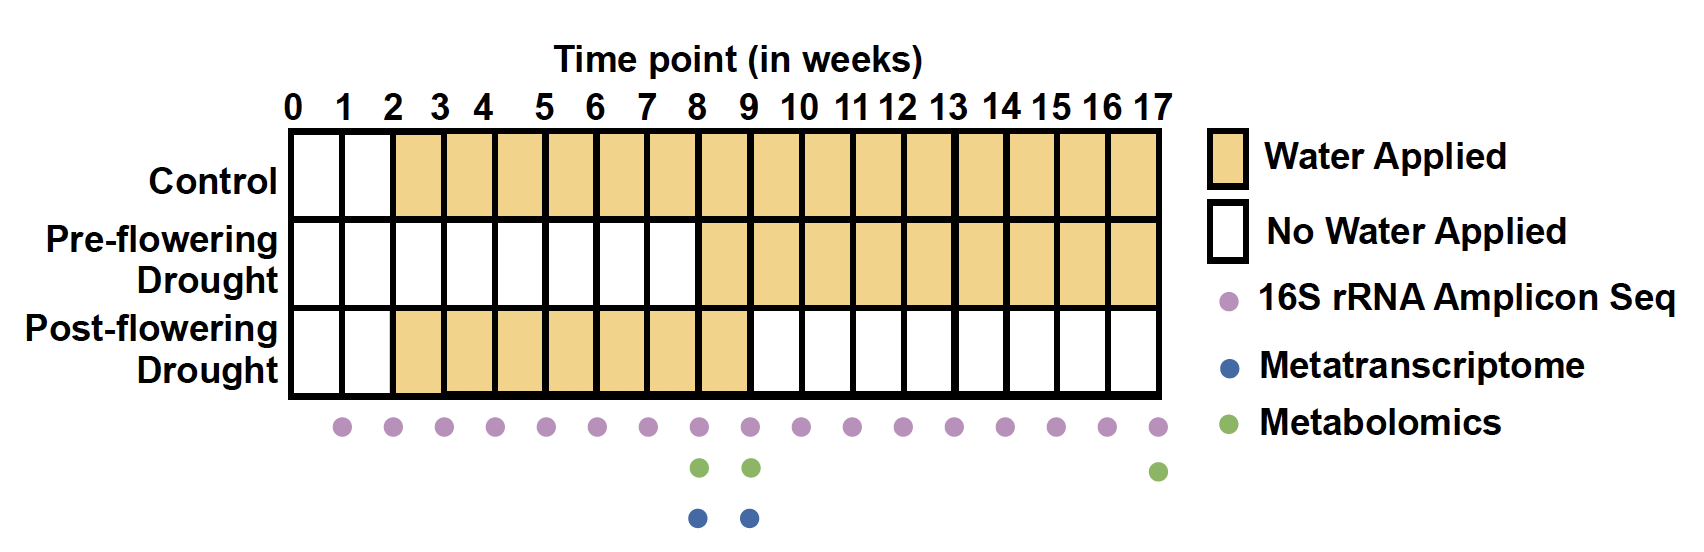 Time point (in weeks)
0 1 2 3 4 5 6 7 8 9 10 11 12 13 14 15 16 17
Control
Pre-flowering
Drought
Post-flowering
Drought
Water Applied
No Water Applied
16S rRNA Amplicon Seq
Metatranscriptome
Metabolomics